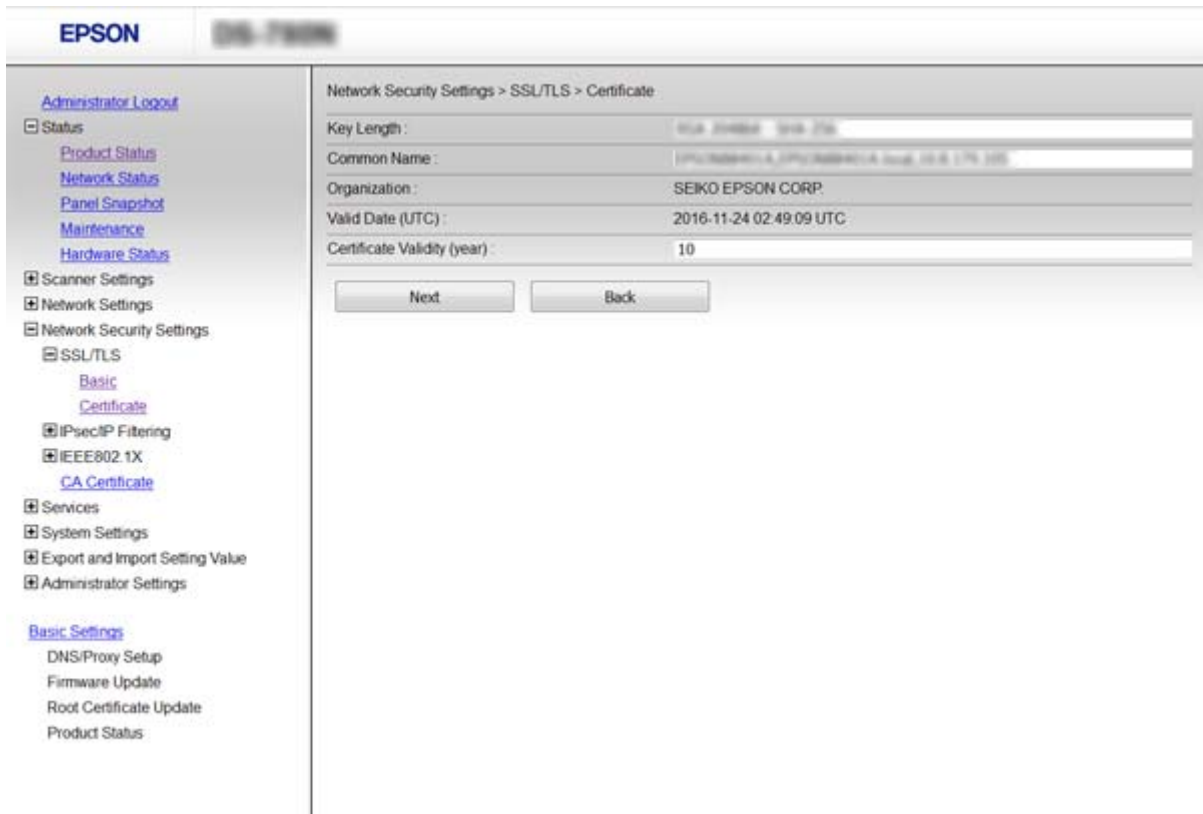 EPSON
Administrator Logout
Status
Product Status
Network Status
Panel Snapshot
Maintenance
Hardware Status
Scanner Settings
Network Settings
Network Security Settings
SSL/TLS
Basic
Certificate
IPsec/IP Filtering
IEEE802.1X
CA Certificate
Services
System Settings
Export and Import Setting Value
Administrator Settings
Basic Settings
DNS/Proxy Setup
Firmware Update
Root Certificate Update
Product Status
Network Security Settings > SSL/TLS > Certificate
Key Length :
Common Name :
Organization : SEIKO EPSON CORP.
Valid Date (UTC) : 2016-11-24 02:49:09 UTC
Certificate Validity (year) : 10
Next Back